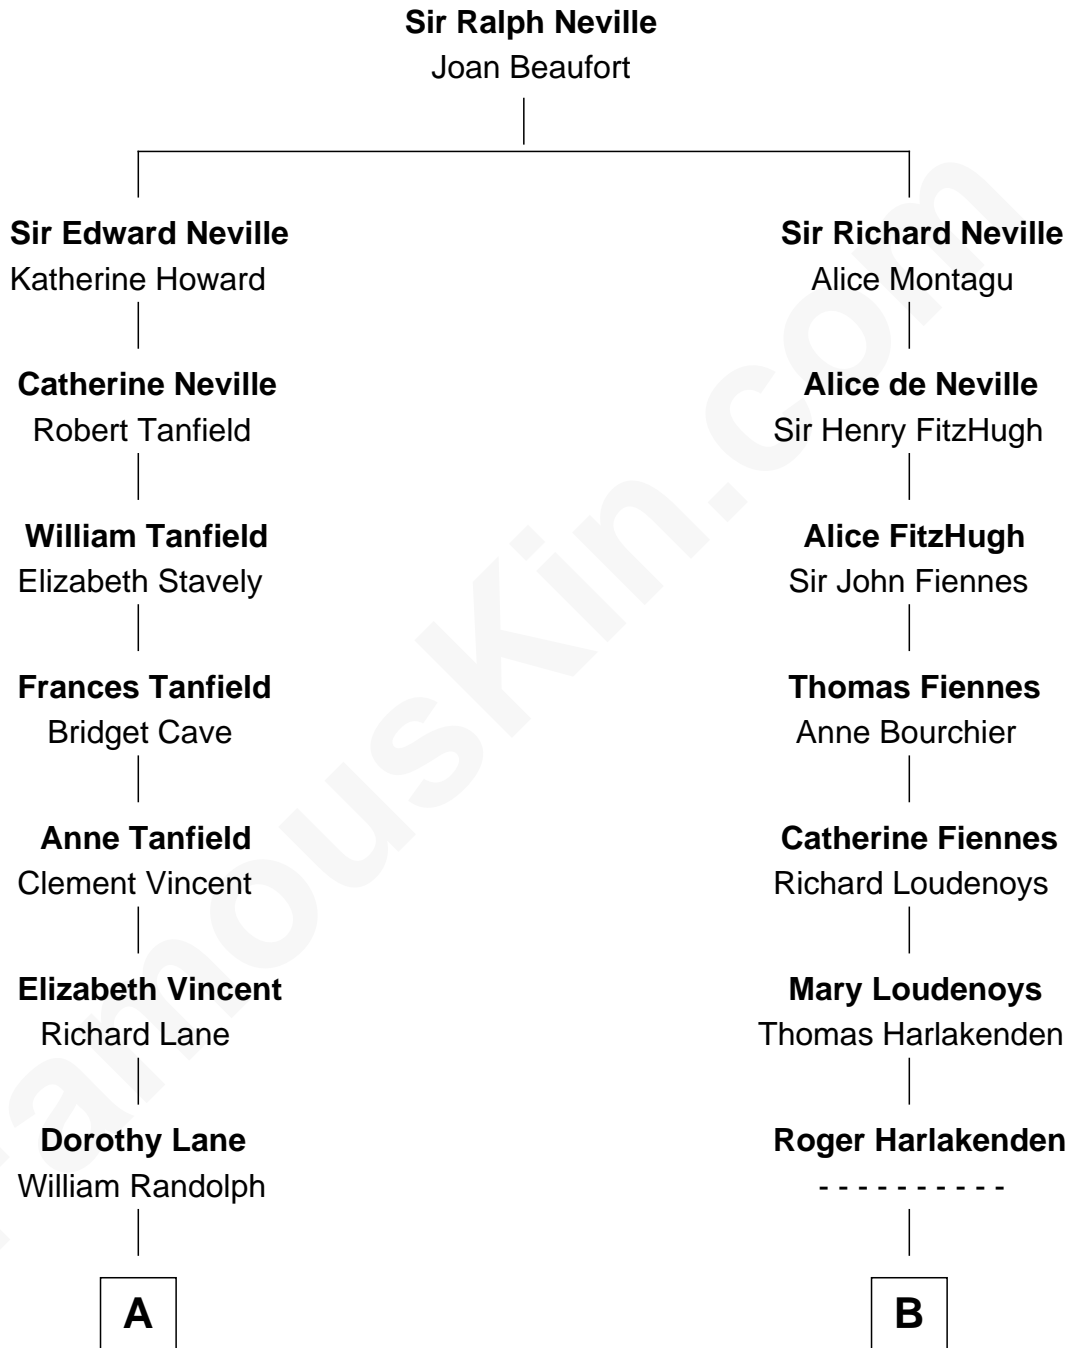 Sir Ralph Neville
Joan Beaufort
Sir Edward Neville
Katherine Howard
Sir Richard Neville
Alice Montagu
Catherine Neville
Robert Tanfield
Alice de Neville
Sir Henry FitzHugh
William Tanfield
Elizabeth Stavely
Alice FitzHugh
Sir John Fiennes
Frances Tanfield
Bridget Cave
Thomas Fiennes
Anne Bourchier
Anne Tanfield
Clement Vincent
Catherine Fiennes
Richard Loudenoys
Elizabeth Vincent
Richard Lane
Mary Loudenoys
Thomas Harlakenden
Dorothy Lane
William Randolph
Roger Harlakenden
- - - - - - - - - -
A
B
FamousKin.com